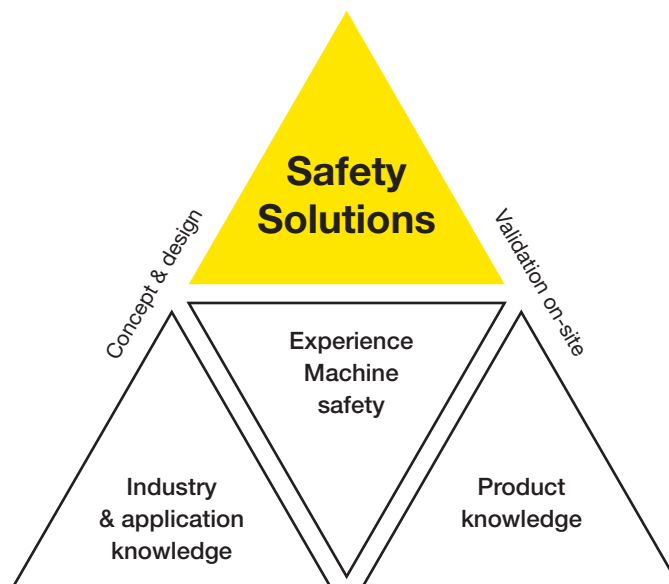 Safety
Solutions
Concept & design
Validation on-site
Experience
Machine
safety
Industry
& application
knowledge
Product
knowledge